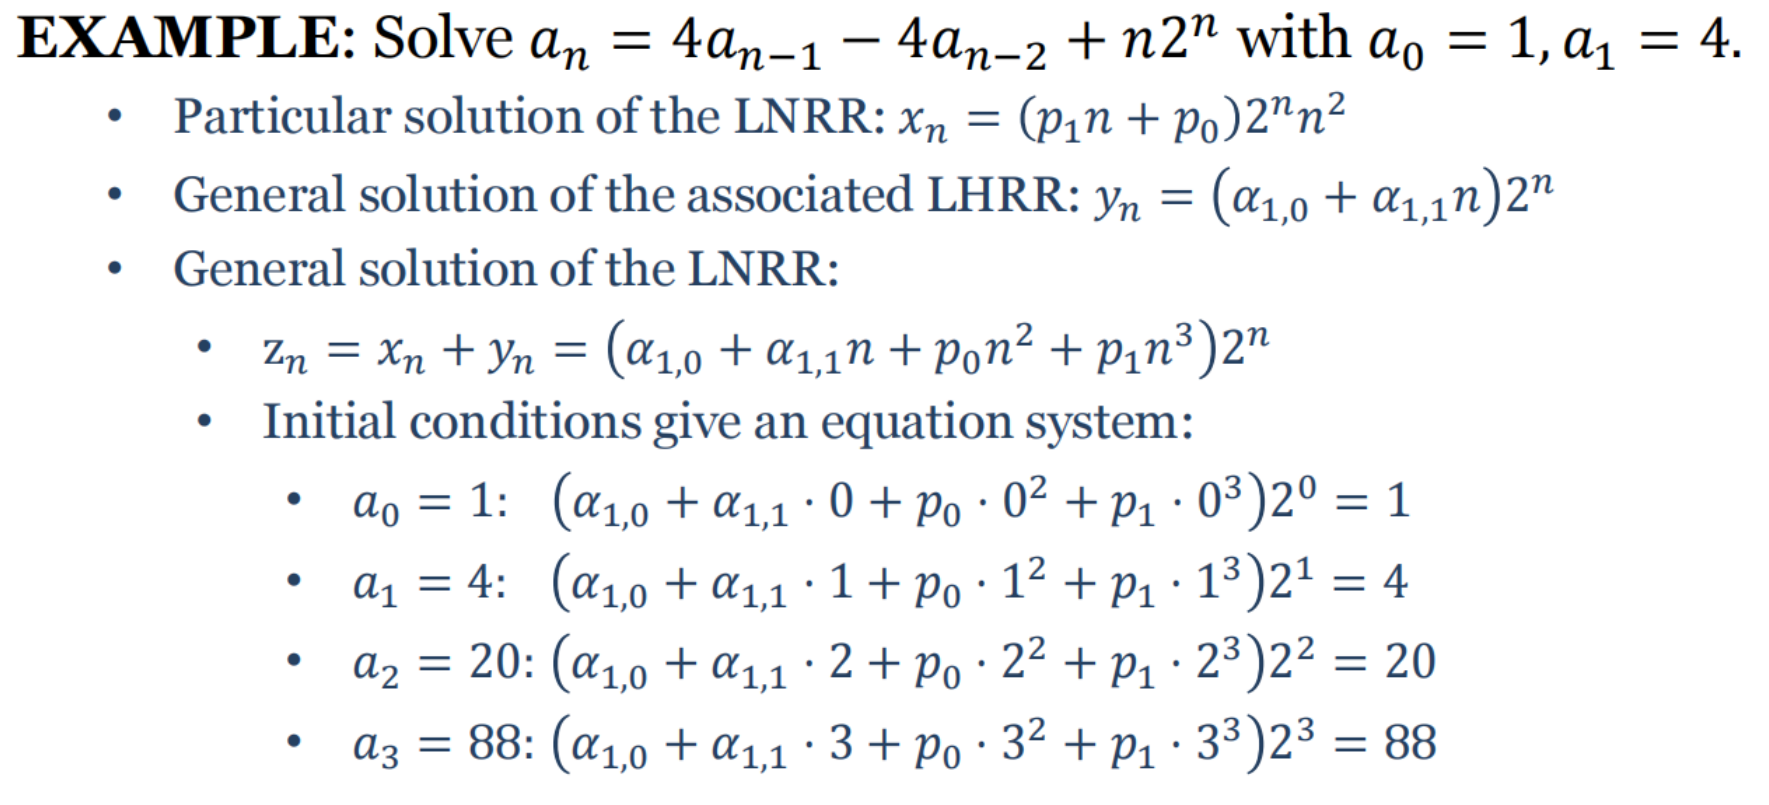 EXAMPLE: Solve aₙ = 4aₙ₋₁ − 4aₙ₋₂ + n2ⁿ with a₀ = 1, a₁ = 4.
• Particular solution of the LNRR: xₙ = (p₁n + p₀)2ⁿn²
• General solution of the associated LHRR: yₙ = (α₁,₀ + α₁,₁n)2ⁿ
• General solution of the LNRR:
• zₙ = xₙ + yₙ = (α₁,₀ + α₁,₁n + p₀n² + p₁n³)2ⁿ
• Initial conditions give an equation system:
• a₀ = 1: (α₁,₀ + α₁,₁ · 0 + p₀ · 0² + p₁ · 0³)2⁰ = 1
• a₁ = 4: (α₁,₀ + α₁,₁ · 1 + p₀ · 1² + p₁ · 1³)2¹ = 4
• a₂ = 20: (α₁,₀ + α₁,₁ · 2 + p₀ · 2² + p₁ · 2³)2² = 20
• a₃ = 88: (α₁,₀ + α₁,₁ · 3 + p₀ · 3² + p₁ · 3³)2³ = 88